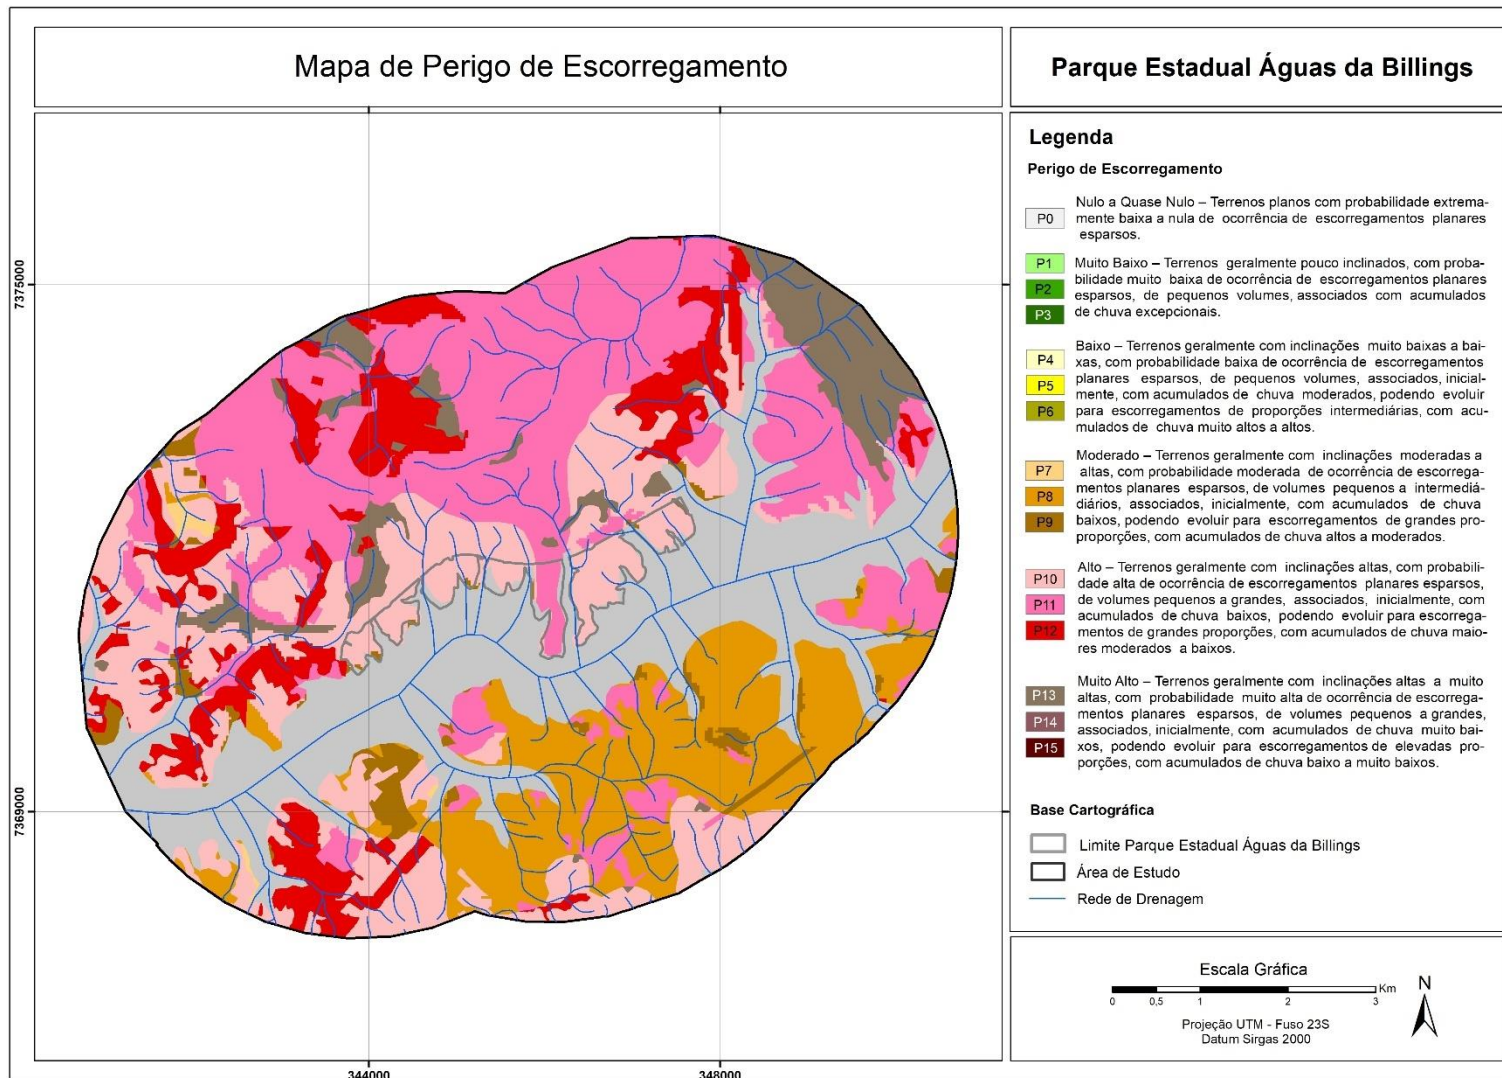 Mapa de Perigo de Escorregamento
Parque Estadual Águas da Billings
Legenda
Perigo de Escorregamento
P0
Nulo a Quase Nulo – Terrenos planos com probabilidade extrema-
mente baixa a nula de ocorrência de escorregamentos planares
esparsos.
P1
P2
P3
Muito Baixo – Terrenos geralmente pouco inclinados, com proba-
bilidade muito baixa de ocorrência de escorregamentos planares
esparsos, de pequenos volumes, associados com acumulados
de chuva excepcionais.
P4
P5
P6
Baixo – Terrenos geralmente com inclinações muito baixas a bai-
xas, com probabilidade baixa de ocorrência de escorregamentos
planares esparsos, de pequenos volumes, associados, inicial-
mente, com acumulados de chuva moderados, podendo evoluir
para escorregamentos de proporções intermediárias, com acu-
mulados de chuva muito altos a altos.
P7
P8
P9
Moderado – Terrenos geralmente com inclinações moderadas a
altas, com probabilidade moderada de ocorrência de escorrega-
mentos planares esparsos, de volumes pequenos a intermediá-
diários, associados, inicialmente, com acumulados de chuva
baixos, podendo evoluir para escorregamentos de grandes pro-
proporções, com acumulados de chuva altos a moderados.
P10
P11
P12
Alto – Terrenos geralmente com inclinações altas, com probabili-
dade alta de ocorrência de escorregamentos planares esparsos,
de volumes pequenos a grandes, associados, inicialmente, com
acumulados de chuva baixos, podendo evoluir para escorrega-
mentos de grandes proporções, com acumulados de chuva maio-
res moderados a baixos.
P13
P14
P15
Muito Alto – Terrenos geralmente com inclinações altas a muito
altas, com probabilidade muito alta de ocorrência de escorrega-
mentos planares esparsos, de volumes pequenos a grandes,
associados, inicialmente, com acumulados de chuva muito bai-
xos, podendo evoluir para escorregamentos de elevadas pro-
porções, com acumulados de chuva baixo a muito baixos.
Base Cartográfica
Limite Parque Estadual Águas da Billings
Área de Estudo
Rede de Drenagem
Escala Gráfica
Km
0 0,5 1 2 3
N
Projeção UTM - Fuso 23S
Datum Sirgas 2000
7375000
7369000
344000
348000